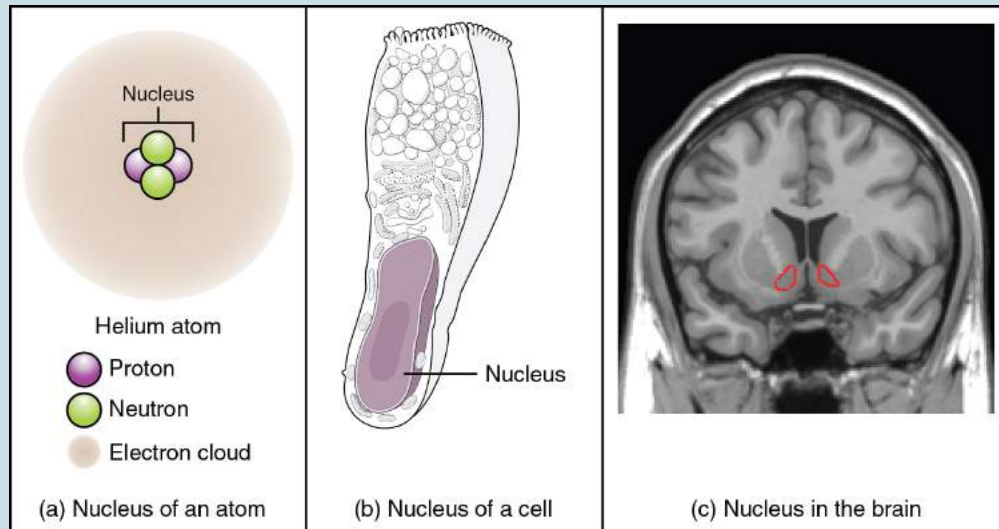 Nucleus
Helium atom
Proton
Neutron
Electron cloud
(a) Nucleus of an atom
Nucleus
(b) Nucleus of a cell
(c) Nucleus in the brain